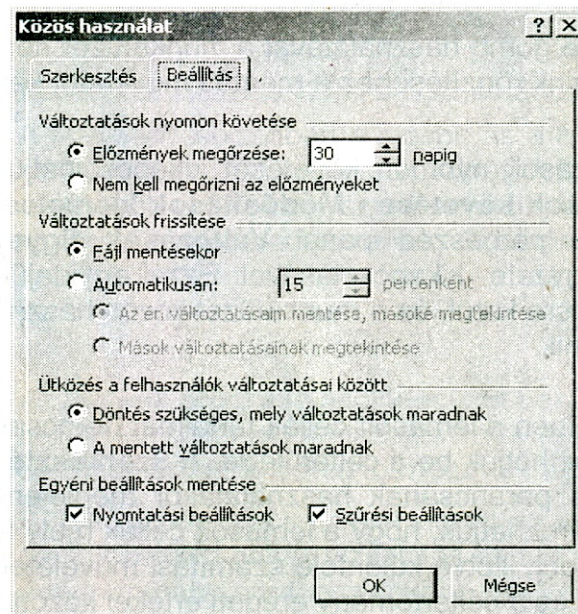 Közös használat ? ×
Szerkesztés Beállítás
Változtatások nyomon követése
Előzmények megőrzése: 30 napig
Nem kell megőrizni az előzményeket
Változtatások frissítése
Fájl mentésekor
Automatikusan: 15 percenként
Az én változtatásaim mentése, másoké megtekintése
Mások változtatásainak megtekintése
Ütközés a felhasználók változtatásai között
Döntés szükséges, mely változtatások maradnak
A mentett változtatások maradnak
Egyéni beállítások mentése
Nyomtatási beállítások Szűrési beállítások
OK Mégse